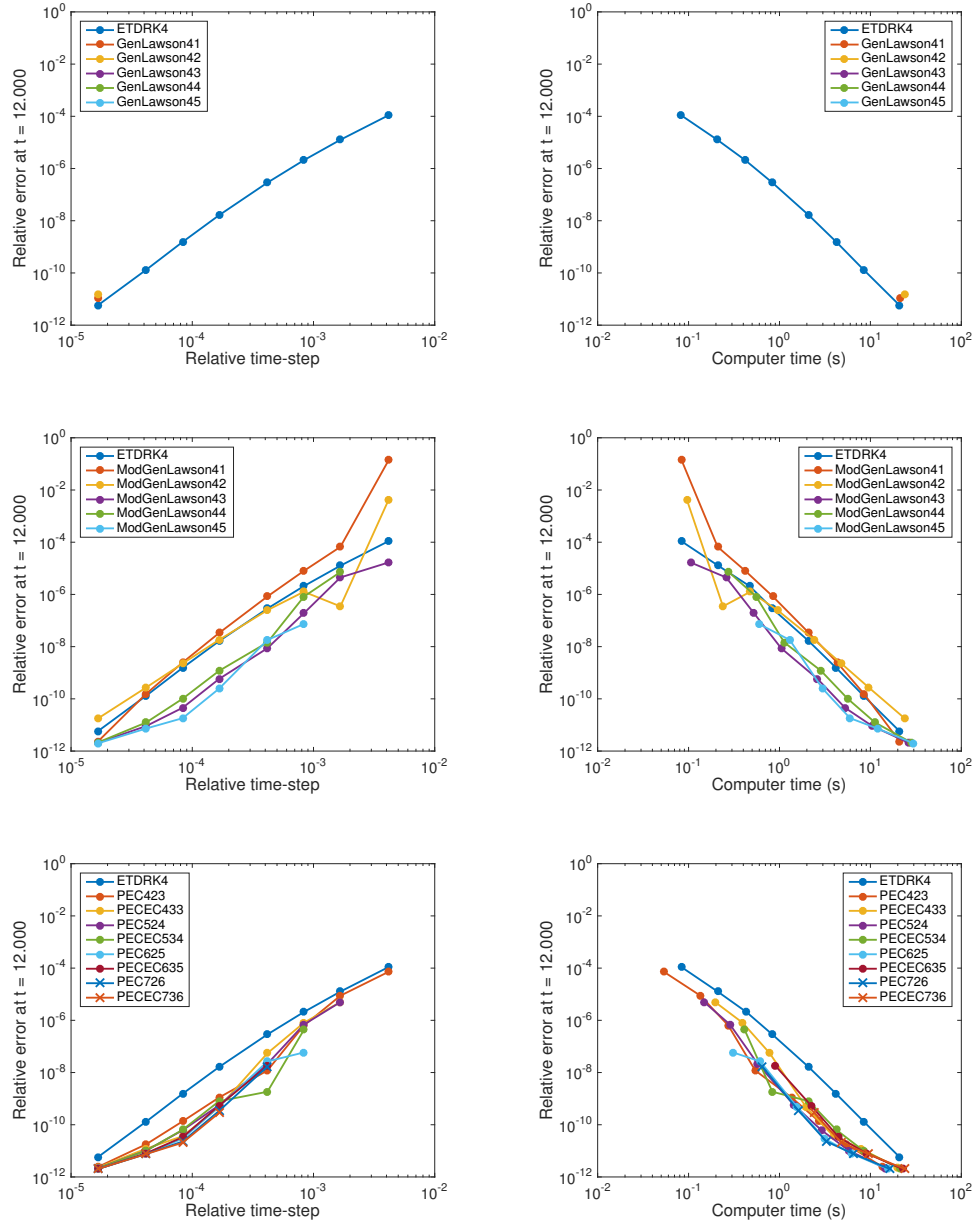 10^0
10^-2
10^-4
10^-6
10^-8
10^-10
10^-12
Relative error at t = 12.000
ETDRK4
GenLawson41
GenLawson42
GenLawson43
GenLawson44
GenLawson45
10^-5 10^-4 10^-3 10^-2
Relative time-step
10^0
10^-2
10^-4
10^-6
10^-8
10^-10
10^-12
Relative error at t = 12.000
ETDRK4
GenLawson41
GenLawson42
GenLawson43
GenLawson44
GenLawson45
10^-2 10^-1 10^0 10^1 10^2
Computer time (s)
10^0
10^-2
10^-4
10^-6
10^-8
10^-10
10^-12
Relative error at t = 12.000
ETDRK4
ModGenLawson41
ModGenLawson42
ModGenLawson43
ModGenLawson44
ModGenLawson45
10^-5 10^-4 10^-3 10^-2
Relative time-step
10^0
10^-2
10^-4
10^-6
10^-8
10^-10
10^-12
Relative error at t = 12.000
ETDRK4
ModGenLawson41
ModGenLawson42
ModGenLawson43
ModGenLawson44
ModGenLawson45
10^-2 10^-1 10^0 10^1 10^2
Computer time (s)
10^0
10^-2
10^-4
10^-6
10^-8
10^-10
10^-12
Relative error at t = 12.000
ETDRK4
PEC423
PECEC433
PEC524
PECEC534
PEC625
PECEC635
PEC726
PECEC736
10^-5 10^-4 10^-3 10^-2
Relative time-step
10^0
10^-2
10^-4
10^-6
10^-8
10^-10
10^-12
Relative error at t = 12.000
ETDRK4
PEC423
PECEC433
PEC524
PECEC534
PEC625
PECEC635
PEC726
PECEC736
10^-2 10^-1 10^0 10^1 10^2
Computer time (s)